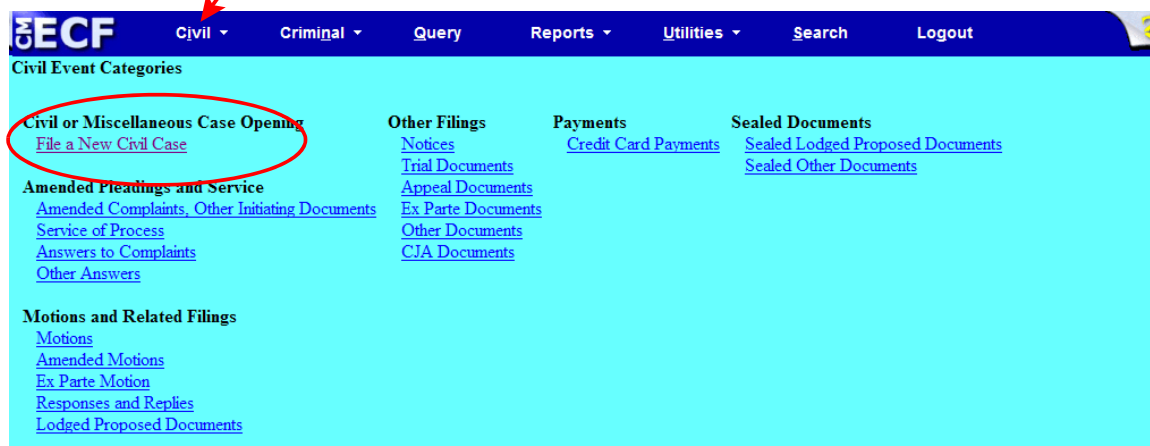 CM ECF Civil Criminal Query Reports Utilities Search Logout
Civil Event Categories
Civil or Miscellaneous Case Opening
File a New Civil Case
Amended Pleadings and Service
Amended Complaints, Other Initiating Documents
Service of Process
Answers to Complaints
Other Answers
Motions and Related Filings
Motions
Amended Motions
Ex Parte Motion
Responses and Replies
Lodged Proposed Documents
Other Filings
Notices
Trial Documents
Appeal Documents
Ex Parte Documents
Other Documents
CJA Documents
Payments
Credit Card Payments
Sealed Documents
Sealed Lodged Proposed Documents
Sealed Other Documents